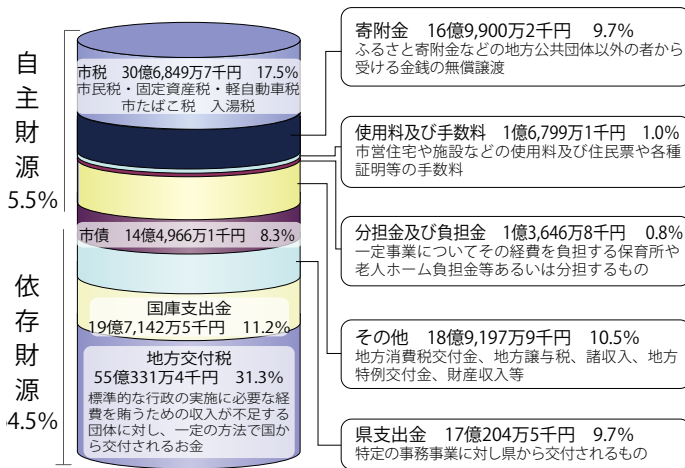 自主財源
5.5%
依存財源
4.5%
市税 30億6,849万7千円 17.5%
市民税・固定資産税・軽自動車税
市たばこ税 入湯税
市債 14億4,966万1千円 8.3%
国庫支出金
19億7,142万5千円 11.2%
地方交付税
55億331万4千円 31.3%
標準的な行政の実施に必要な経
費を賄うための収入が不足する
団体に対し、一定の方法で国か
ら交付されるお金
寄附金 16億9,900万2千円 9.7%
ふるさと寄附金などの地方公共団体以外の者から
受ける金銭の無償譲渡
使用料及び手数料 1億6,799万1千円 1.0%
市営住宅や施設などの使用料及び住民票や各種
証明等の手数料
分担金及び負担金 1億3,646万8千円 0.8%
一定事業についてその経費を負担する保育所や
老人ホーム負担金等あるいは分担するもの
その他 18億9,197万9千円 10.5%
地方消費税交付金、地方譲与税、諸収入、地方
特例交付金、財産収入等
県支出金 17億204万5千円 9.7%
特定の事務事業に対し県から交付されるもの